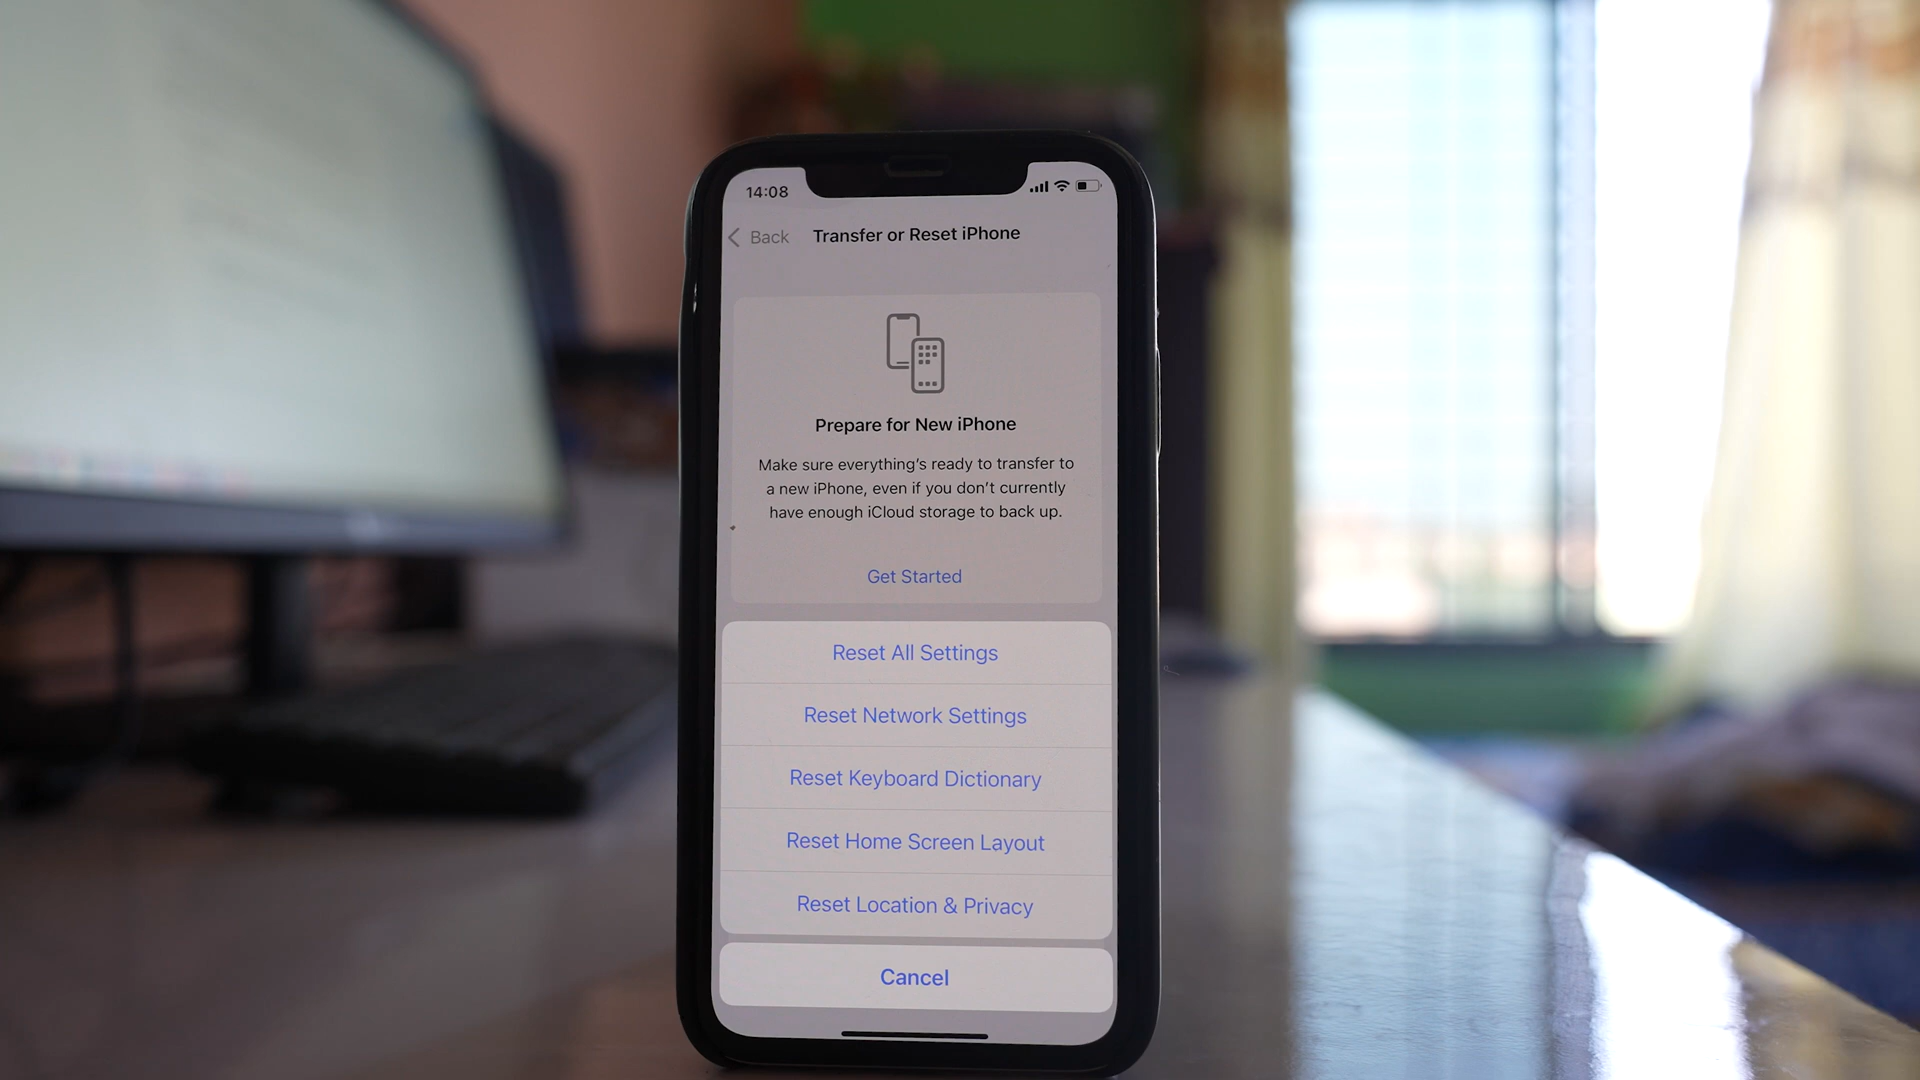 14:08
Back
Transfer or Reset iPhone
Prepare for New iPhone
Make sure everything's ready to transfer to
a new iPhone, even if you don't currently
have enough iCloud storage to back up.
Get Started
Reset All Settings
Reset Network Settings
Reset Keyboard Dictionary
Reset Home Screen Layout
Reset Location & Privacy
Cancel